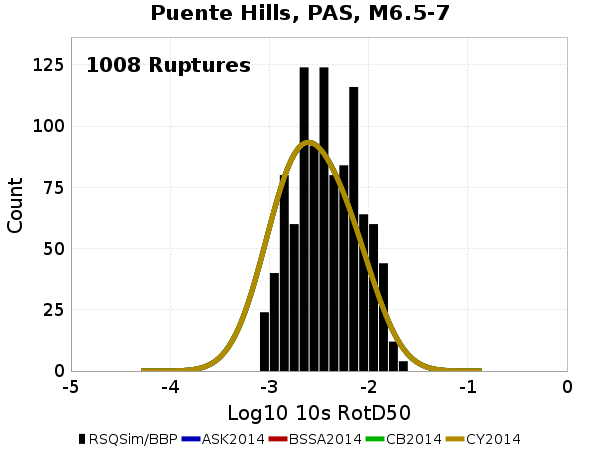 Puente Hills, PAS, M6.5-7
1008 Ruptures
125
100
75
50
25
0
Count
-5 -4 -3 -2 -1 0
Log10 10s RotD50
RSQSim/BBP ASK2014 BSSA2014 CB2014 CY2014